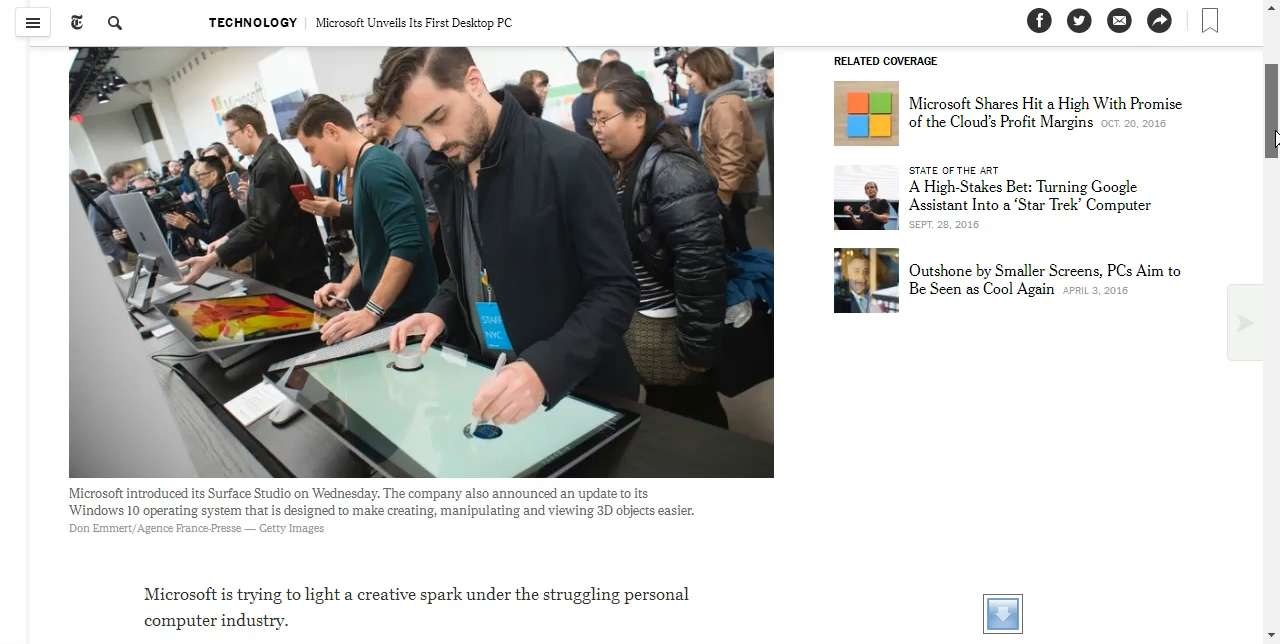 TECHNOLOGY | Microsoft Unveils Its First Desktop PC
Microsoft
STAFF
NYC
Microsoft introduced its Surface Studio on Wednesday. The company also announced an update to its
Windows 10 operating system that is designed to make creating, manipulating and viewing 3D objects easier.
Don Emmert/Agence France-Presse — Getty Images
Microsoft is trying to light a creative spark under the struggling personal
computer industry.
RELATED COVERAGE
Microsoft Shares Hit a High With Promise
of the Cloud’s Profit Margins OCT. 20, 2016
STATE OF THE ART
A High-Stakes Bet: Turning Google
Assistant Into a ‘Star Trek’ Computer
SEPT. 28, 2016
Outshone by Smaller Screens, PCs Aim to
Be Seen as Cool Again APRIL 3, 2016